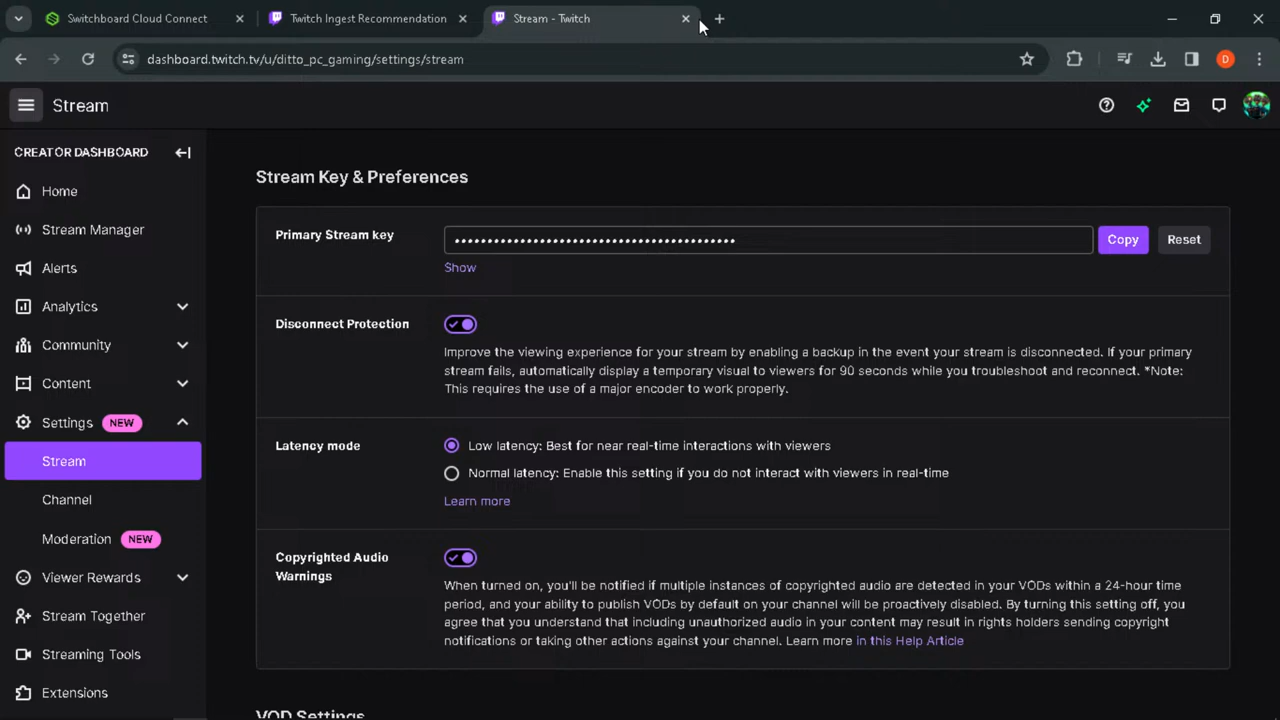 Switchboard Cloud Connect
Twitch Ingest Recommendation
Stream - Twitch
dashboard.twitch.tv/u/ditto_pc_gaming/settings/stream
D
Stream
CREATOR DASHBOARD
Home
Stream Manager
Alerts
Analytics
Community
Content
Settings NEW
Stream
Channel
Moderation NEW
Viewer Rewards
Stream Together
Streaming Tools
Extensions
Stream Key & Preferences
Primary Stream key
Copy
Reset
Show
Disconnect Protection
Improve the viewing experience for your stream by enabling a backup in the event your stream is disconnected. If your primary
stream fails, automatically display a temporary visual to viewers for 90 seconds while you troubleshoot and reconnect. *Note:
This requires the use of a major encoder to work properly.
Latency mode
Low latency: Best for near real-time interactions with viewers
Normal latency: Enable this setting if you do not interact with viewers in real-time
Learn more
Copyrighted Audio
Warnings
When turned on, you'll be notified if multiple instances of copyrighted audio are detected in your VODs within a 24-hour time
period, and your ability to publish VODs by default on your channel will be proactively disabled. By turning this setting off, you
agree that you understand that including unauthorized audio in your content may result in rights holders sending copyright
notifications or taking other actions against your channel. Learn more in this Help Article
VOD Settings